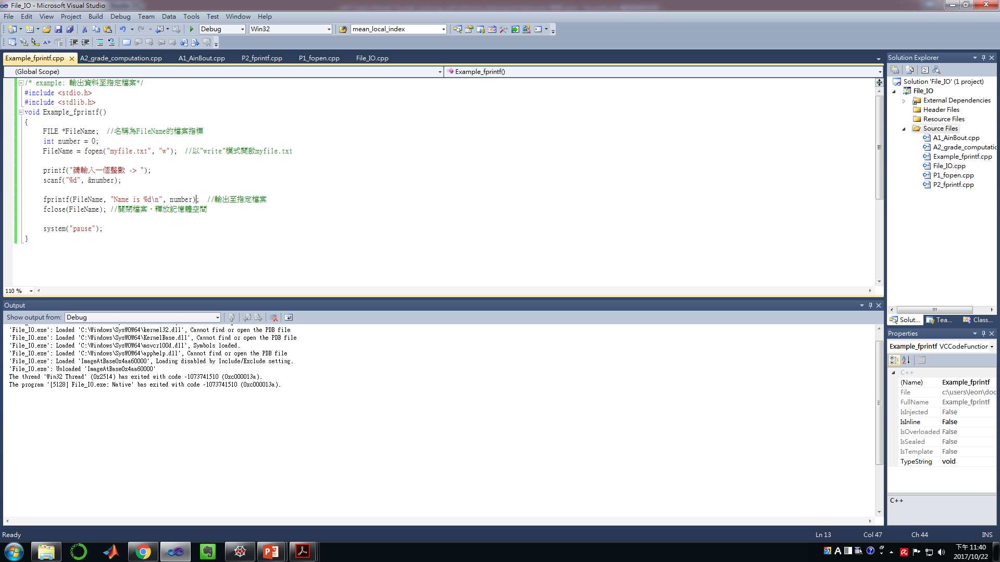 File_IO - Microsoft Visual Studio
File Edit View Project Build Debug Team Data Tools Test Window Help
Debug Win32 mean_local_index
Example_fprintf.cpp A2_grade_computation.cpp A1_AinBout.cpp P2_fprintf.cpp P1_fopen.cpp File_IO.cpp
(Global Scope) Example_fprintf()
/* example: 輸出資料至指定檔案*/
#include <stdio.h>
#include <stdlib.h>
void Example_fprintf()
{
FILE *FileName; //名稱為FileName的檔案指標
int number = 0;
FileName = fopen("myfile.txt", "w"); //以"write"模式開啟myfile.txt
printf("請輸入一個整數 -> ");
scanf("%d", &number);
fprintf(FileName, "Name is %d\n", number); //輸出至指定檔案
fclose(FileName); //關閉檔案，釋放記憶體空間
system("pause");
}
110 %
Output
Show output from: Debug
'File_IO.exe': Loaded 'C:\Windows\SysWOW64\kernel32.dll', Cannot find or open the PDB file
'File_IO.exe': Loaded 'C:\Windows\SysWOW64\KernelBase.dll', Cannot find or open the PDB file
'File_IO.exe': Loaded 'C:\Windows\SysWOW64\msvcr100d.dll', Symbols loaded.
'File_IO.exe': Loaded 'C:\Windows\SysWOW64\apphelp.dll', Cannot find or open the PDB file
'File_IO.exe': Loaded 'ImageAtBase0x4aa60000', Loading disabled by Include/Exclude setting.
'File_IO.exe': Unloaded 'ImageAtBase0x4aa60000'
The thread 'Win32 Thread' (0x2514) has exited with code -1073741510 (0xc000013a).
The program '[5128] File_IO.exe: Native' has exited with code -1073741510 (0xc000013a).
Solution Explorer
Solution 'File_IO' (1 project)
File_IO
External Dependencies
Header Files
Resource Files
Source Files
A1_AinBout.cpp
A2_grade_computatic
Example_fprintf.cpp
File_IO.cpp
P1_fopen.cpp
P2_fprintf.cpp
Solut... Tea... Class...
Properties
Example_fprintf VCCodeFunction
C++
(Name) Example_fprintf
File c:\users\leon\doc
FullName Example_fprintf
IsInjected False
IsInline False
IsOverloaded False
IsSealed False
IsTemplate False
TypeString void
C++
Ready Ln 13 Col 47 Ch 44 INS
下午 11:40
2017/10/22